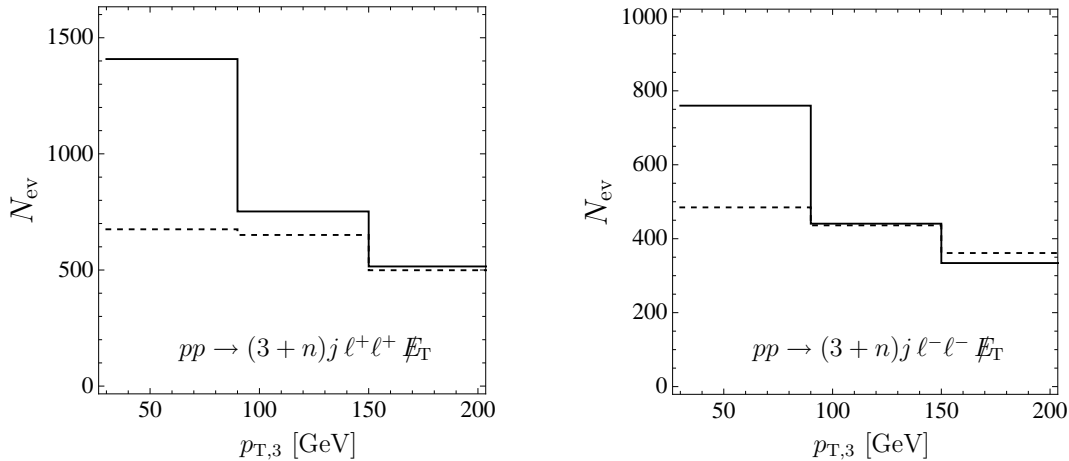 1500
1000
500
0
N_ev
50 100 150 200
p_T,3 [GeV]
pp → (3 + n)j ℓ⁺ℓ⁺ E̸_T
1000
800
600
400
200
0
N_ev
50 100 150 200
p_T,3 [GeV]
pp → (3 + n)j ℓ⁻ℓ⁻ E̸_T